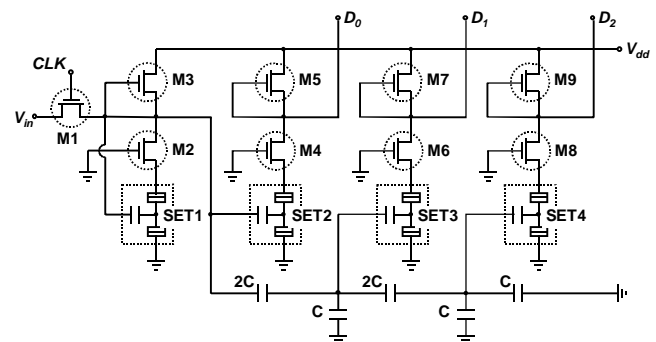 D0 D1 D2
CLK M3 M5 M7 M9 Vdd
Vin M1 M2 M4 M6 M8
SET1 SET2 SET3 SET4
2C 2C C
C C